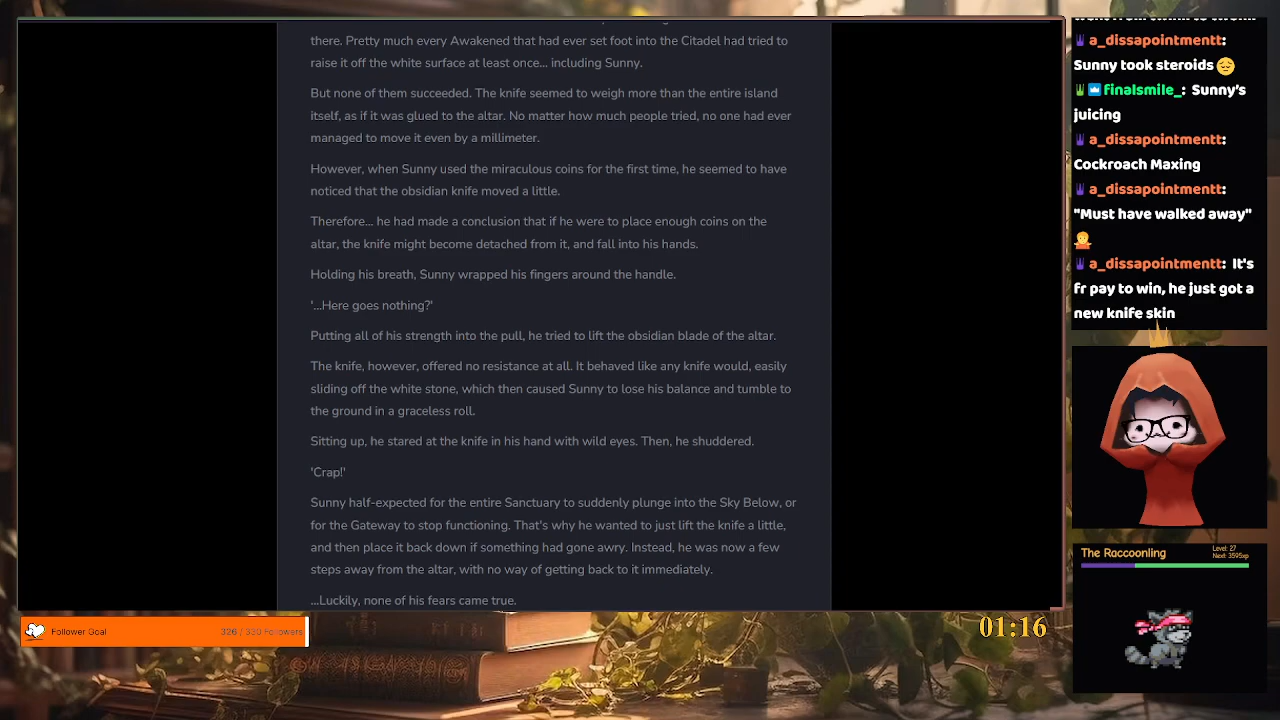 there. Pretty much every Awakened that had ever set foot into the Citadel had tried to
raise it off the white surface at least once... including Sunny.
But none of them succeeded. The knife seemed to weigh more than the entire island
itself, as if it was glued to the altar. No matter how much people tried, no one had ever
managed to move it even by a millimeter.
However, when Sunny used the miraculous coins for the first time, he seemed to have
noticed that the obsidian knife moved a little.
Therefore... he had made a conclusion that if he were to place enough coins on the
altar, the knife might become detached from it, and fall into his hands.
Holding his breath, Sunny wrapped his fingers around the handle.
'...Here goes nothing?'
Putting all of his strength into the pull, he tried to lift the obsidian blade of the altar.
The knife, however, offered no resistance at all. It behaved like any knife would, easily
sliding off the white stone, which then caused Sunny to lose his balance and tumble to
the ground in a graceless roll.
Sitting up, he stared at the knife in his hand with wild eyes. Then, he shuddered.
'Crap!'
Sunny half-expected for the entire Sanctuary to suddenly plunge into the Sky Below, or
for the Gateway to stop functioning. That's why he wanted to just lift the knife a little,
and then place it back down if something had gone awry. Instead, he was now a few
steps away from the altar, with no way of getting back to it immediately.
...Luckily, none of his fears came true.
a_dissapointmentt:
Sunny took steroids 😔
finalsmile_: Sunny's
juicing
a_dissapointmentt:
Cockroach Maxing
a_dissapointmentt:
"Must have walked away"
a_dissapointmentt: It's
fr pay to win, he just got a
new knife skin
The Raccoonling
Level: 27
Next: 3595xp
Follower Goal
326 / 330 Followers
01:16